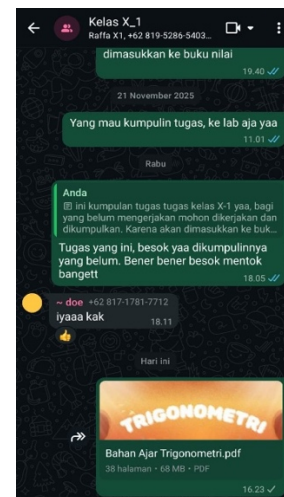 Kelas X_1
Raffa X1, +62 819-5286-5403...
dimasukkan ke buku nilai
19.40
21 November 2025
Yang mau kumpulin tugas, ke lab aja yaa
11.01
Rabu
Anda
ini kumpulan tugas tugas kelas X-1 yaa, bagi
yang belum mengerjakan mohon dikerjakan dan
dikumpulkan. Karena akan dimasukkan ke buk...
Tugas yang ini, besok yaa dikumpulinnya
yang belum. Bener bener besok mentok
bangett
18.05
~ doe +62 817-1781-7712
iyaaa kak
18.11
Hari ini
TRIGONOMETRI
Bahan Ajar Trigonometri.pdf
38 halaman • 68 MB • PDF
16.23